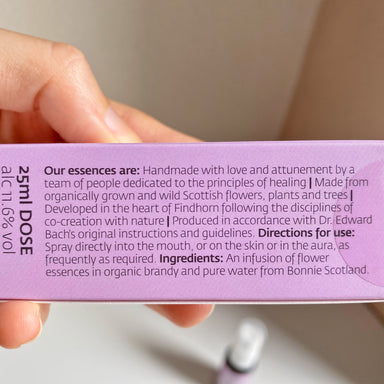 Our essences are: Handmade with love and attunement by a
team of people dedicated to the principles of healing | Made from
organically grown and wild Scottish flowers, plants and trees |
Developed in the heart of Findhorn following the disciplines of
co-creation with nature | Produced in accordance with Dr. Edward
Bach's original instructions and guidelines. Directions for use:
Spray directly into the mouth, or on the skin or in the aura, as
frequently as required. Ingredients: An infusion of flower
essences in organic brandy and pure water from Bonnie Scotland.
25ml DOSE
alc 11.6% vol